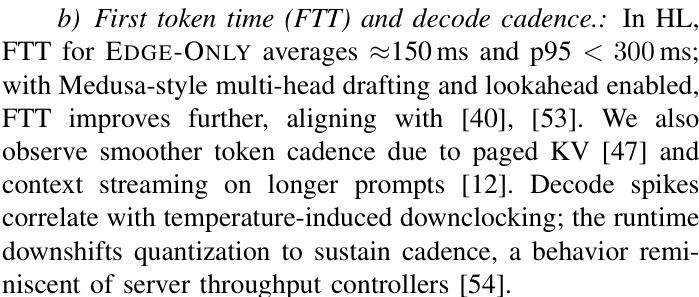 b) First token time (FTT) and decode cadence.: In HL,
FTT for EDGE-ONLY averages ≈150 ms and p95 < 300 ms;
with Medusa-style multi-head drafting and lookahead enabled,
FTT improves further, aligning with [40], [53]. We also
observe smoother token cadence due to paged KV [47] and
context streaming on longer prompts [12]. Decode spikes
correlate with temperature-induced downclocking; the runtime
downshifts quantization to sustain cadence, a behavior remi-
niscent of server throughput controllers [54].